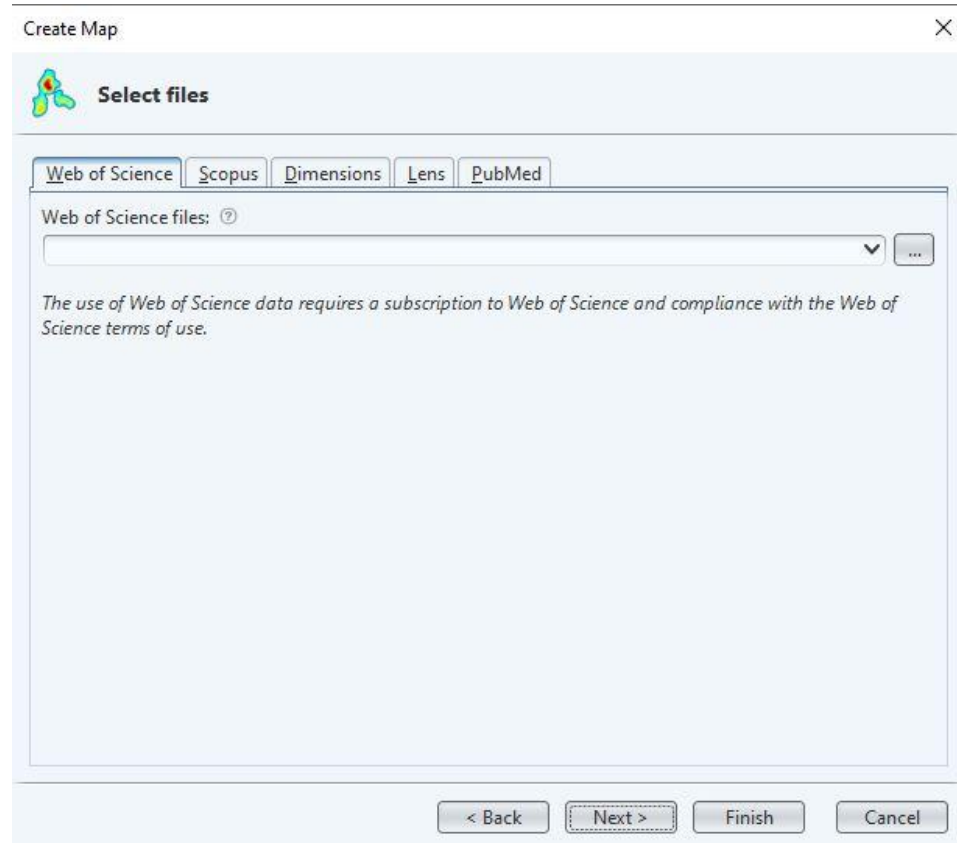 Create Map
Select files
Web of Science Scopus Dimensions Lens PubMed
Web of Science files: ?
...
The use of Web of Science data requires a subscription to Web of Science and compliance with the Web of
Science terms of use.
< Back Next > Finish Cancel